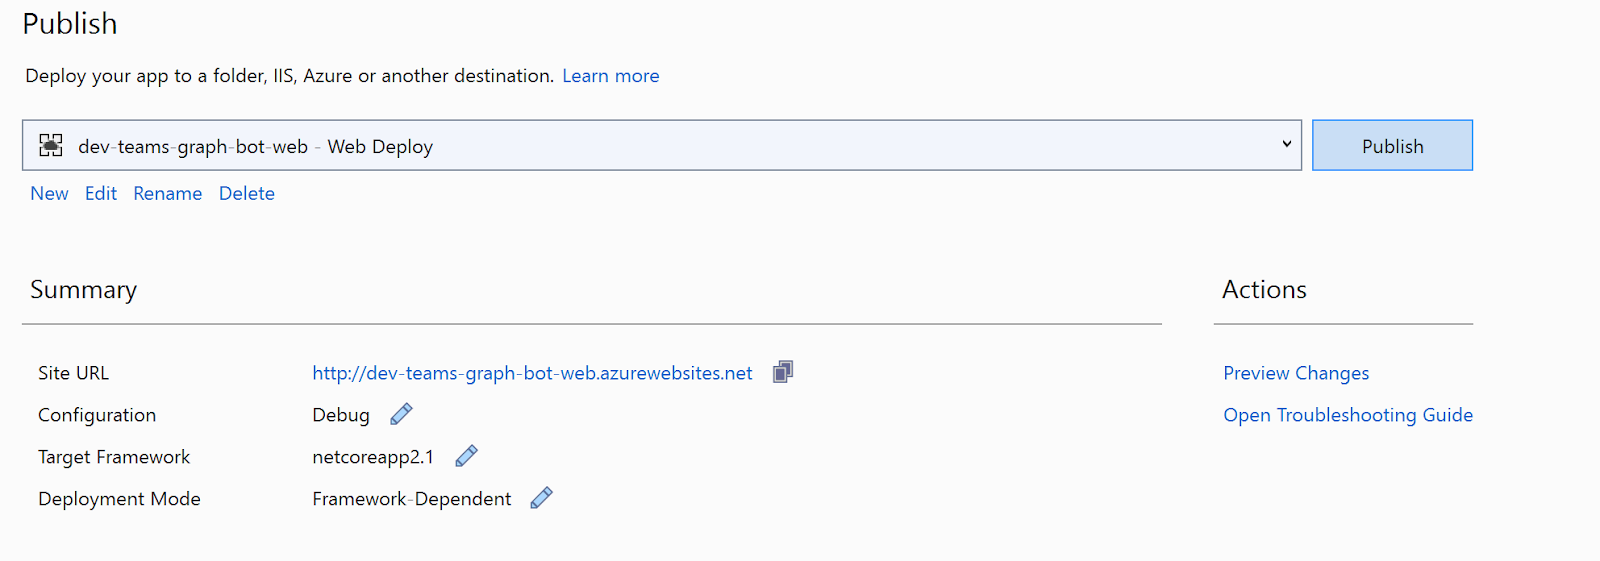 Publish
Deploy your app to a folder, IIS, Azure or another destination. Learn more
dev-teams-graph-bot-web - Web Deploy
Publish
New Edit Rename Delete
Summary
Actions
Site URL http://dev-teams-graph-bot-web.azurewebsites.net
Preview Changes
Configuration Debug
Open Troubleshooting Guide
Target Framework netcoreapp2.1
Deployment Mode Framework-Dependent